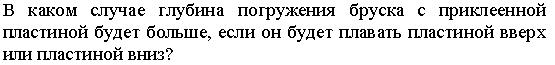 В каком случае глубина погружения бруска с приклеенной
пластиной будет больше, если он будет плавать пластиной вверх
или пластиной вниз?